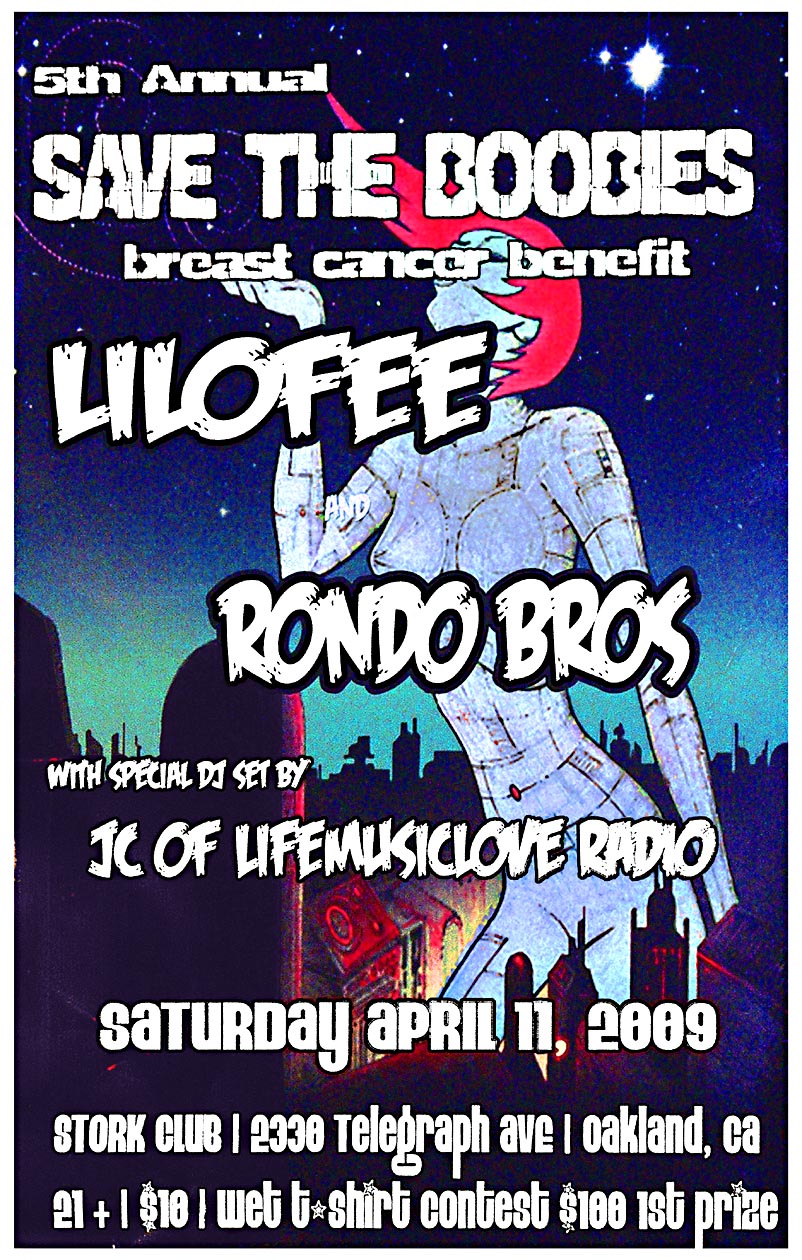 5th Annual
SAVE THE BOOBIES
breast cancer benefit
LILOFEE
AND
RONDO BROS
WITH SPECIAL DJ SET BY
JC OF LIFEMUSICLOVE RADIO
SATURDAY APRIL 11, 2009
STORK CLUB | 2330 Telegraph ave | Oakland, CA
21 + | $10 | wet t-shirt contest $100 1st prize